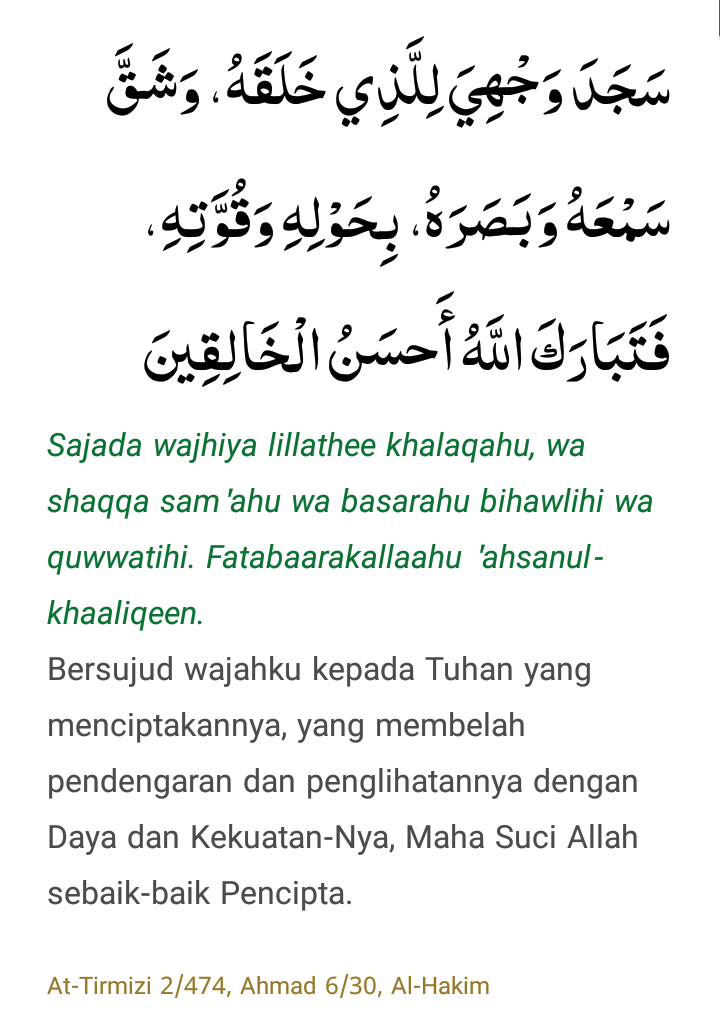 سَجَدَ وَجْهِيَ لِلَّذِي خَلَقَهُ، وَشَقَّ
سَمْعَهُ وَبَصَرَهُ، بِحَوْلِهِ وَقُوَّتِهِ،
فَتَبَارَكَ اللَّهُ أَحسَنُ الْخَالِقِينَ
Sajada wajhiya lillathee khalaqahu, wa
shaqqa sam'ahu wa basarahu bihawlihi wa
quwwatihi. Fatabaarakallaahu 'ahsanul-
khaaliqeen.
Bersujud wajahku kepada Tuhan yang
menciptakannya, yang membelah
pendengaran dan penglihatannya dengan
Daya dan Kekuatan-Nya, Maha Suci Allah
sebaik-baik Pencipta.
At-Tirmizi 2/474, Ahmad 6/30, Al-Hakim